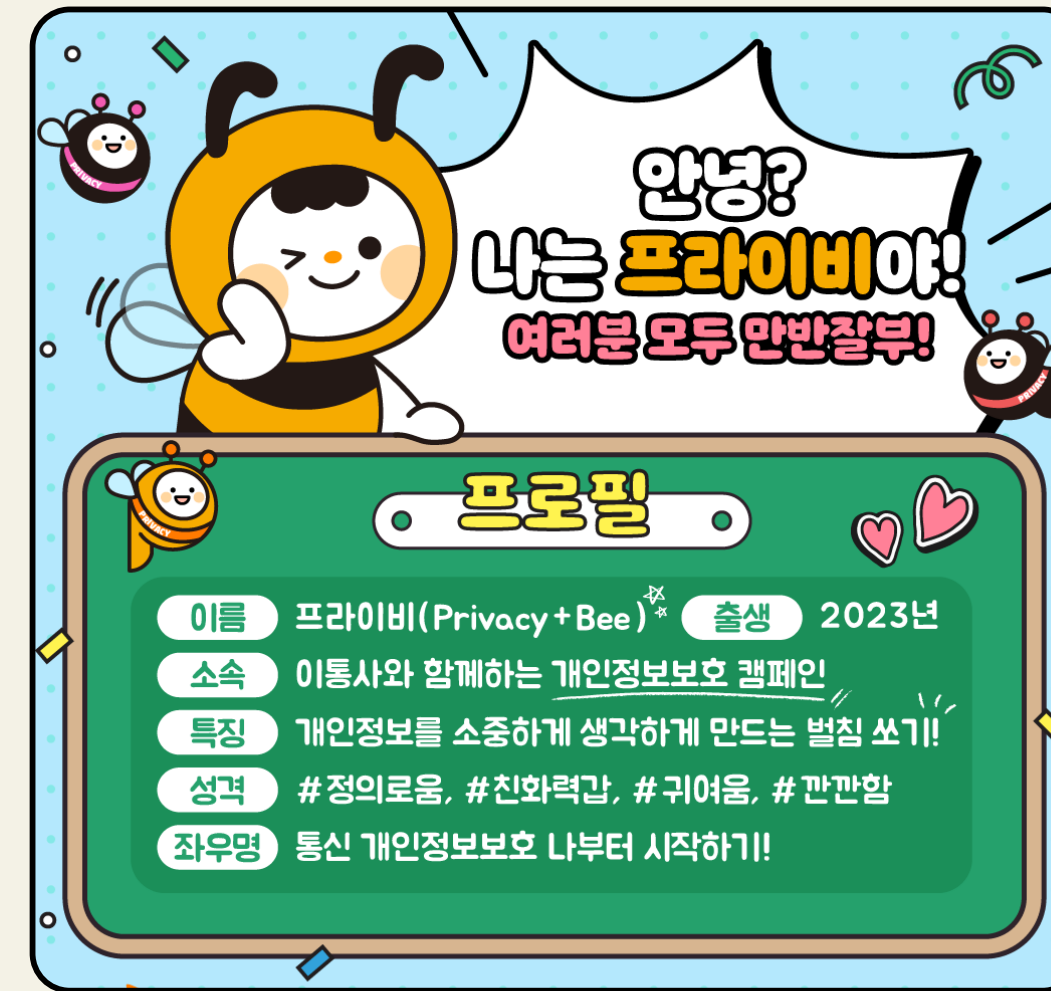 안녕?
나는 프라이비야!
여러분 모두 만반잘부!
PRIVACY
PRIVACY
PRIVACY
프로필
이름 프라이비(Privacy+Bee) 출생 2023년
소속 이통사와 함께하는 개인정보보호 캠페인
특징 개인정보를 소중하게 생각하게 만드는 벌침 쏘기!
성격 #정의로움, #친화력갑, #귀여움, #깐깐함
좌우명 통신 개인정보보호 나부터 시작하기!